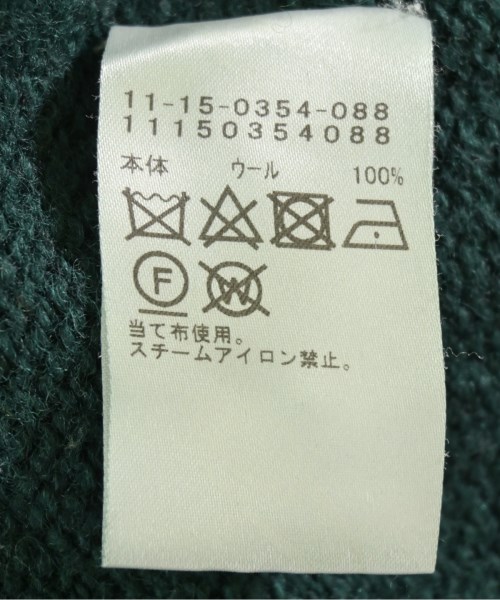 11-15-0354-088
11150354088
本体 ウール 100%
F W
当て布使用。
スチームアイロン禁止。